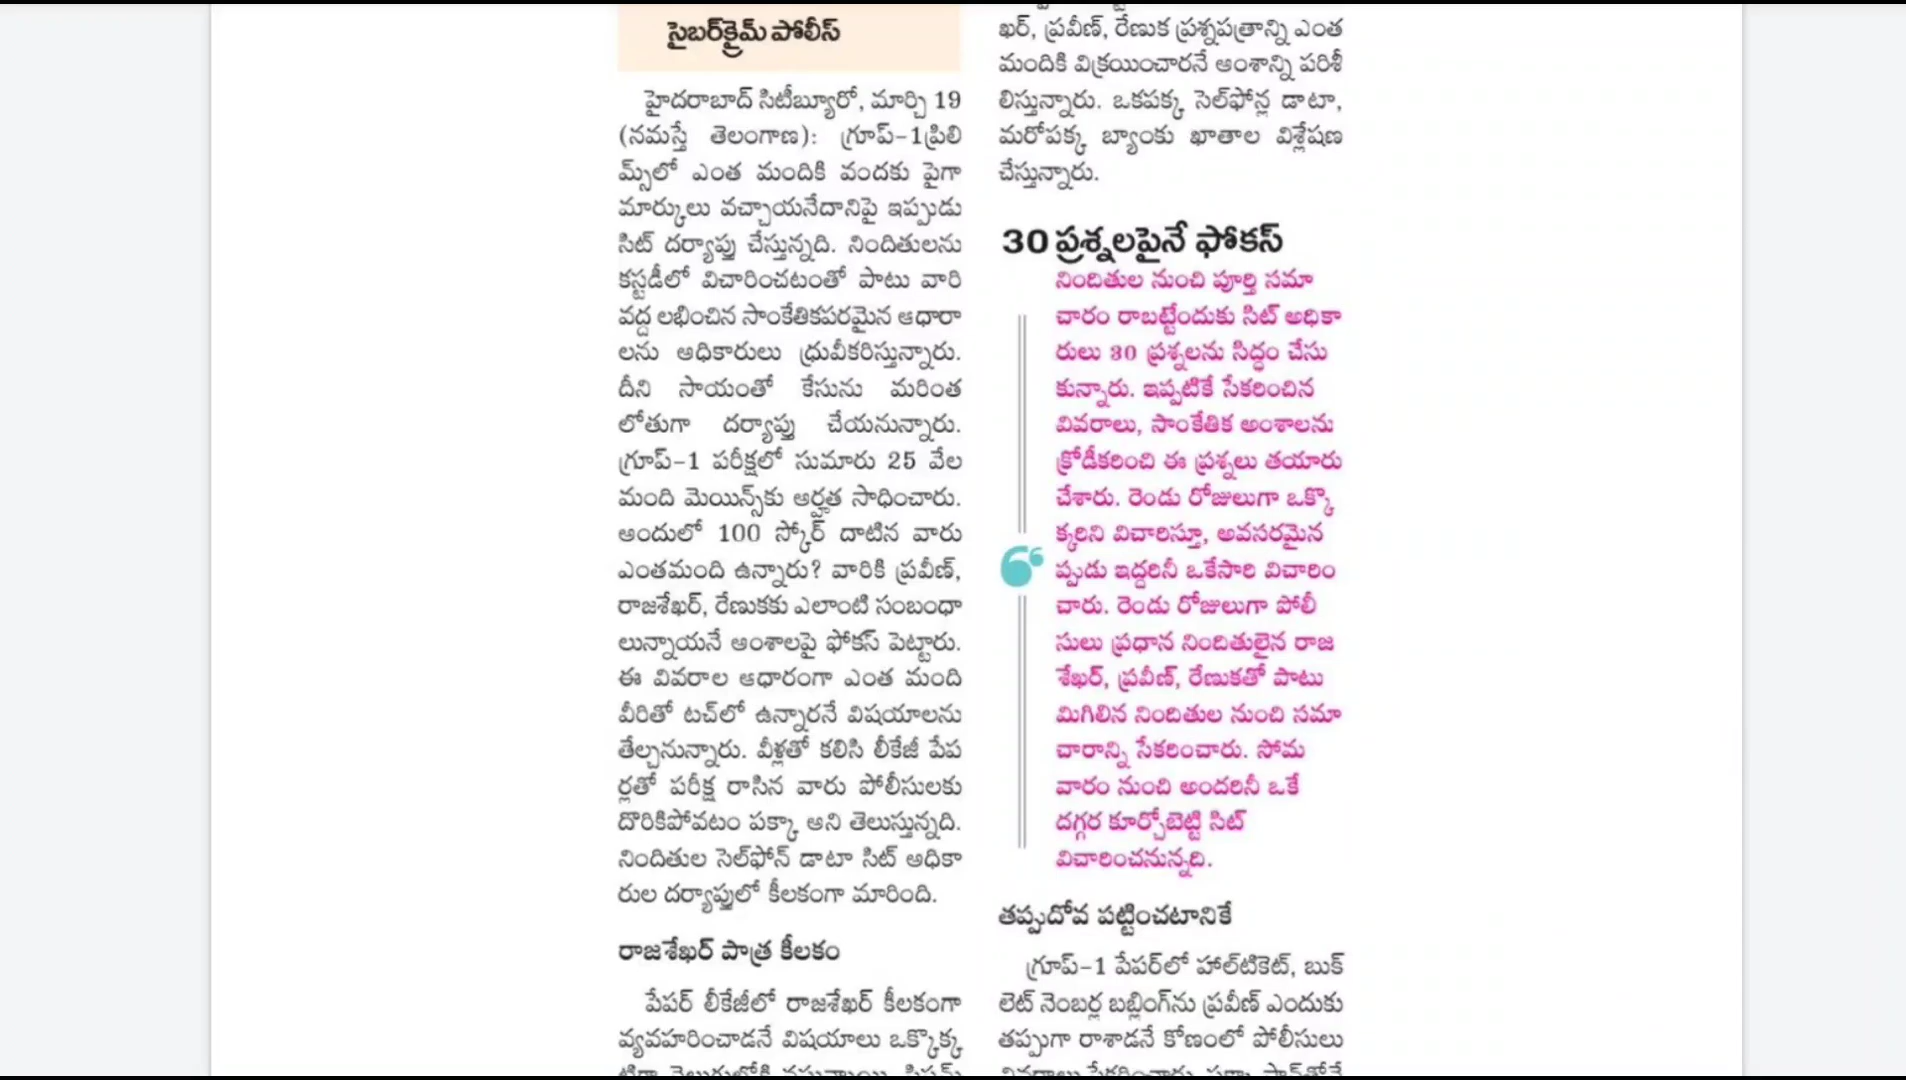 సైబర్‌క్రైమ్ పోలీస్
హైదరాబాద్ సిటీబ్యూరో, మార్చి 19
(నమస్తే తెలంగాణ): గ్రూప్-1ప్రిలి
మ్స్‌లో ఎంత మందికి వందకు పైగా
మార్కులు వచ్చాయనేదానిపై ఇప్పుడు
సిట్ దర్యాప్తు చేస్తున్నది. నిందితులను
కస్టడీలో విచారించటంతో పాటు వారి
వద్ద లభించిన సాంకేతికపరమైన ఆధారా
లను అధికారులు ధ్రువీకరిస్తున్నారు.
దీని సాయంతో కేసును మరింత
లోతుగా దర్యాప్తు చేయనున్నారు.
గ్రూప్-1 పరీక్షలో సుమారు 25 వేల
మంది మెయిన్స్‌కు అర్హత సాధించారు.
అందులో 100 స్కోర్ దాటిన వారు
ఎంతమంది ఉన్నారు? వారికి ప్రవీణ్,
రాజశేఖర్, రేణుకకు ఎలాంటి సంబంధా
లున్నాయనే అంశాలపై ఫోకస్ పెట్టారు.
ఈ వివరాల ఆధారంగా ఎంత మంది
వీరితో టచ్‌లో ఉన్నారనే విషయాలను
తేల్చనున్నారు. వీళ్లతో కలిసి లీకేజీ పేప
ర్లతో పరీక్ష రాసిన వారు పోలీసులకు
దొరికిపోవటం పక్కా అని తెలుస్తున్నది.
నిందితుల సెల్‌ఫోన్ డాటా సిట్ అధికా
రుల దర్యాప్తులో కీలకంగా మారింది.
రాజశేఖర్ పాత్ర కీలకం
పేపర్ లీకేజీలో రాజశేఖర్ కీలకంగా
వ్యవహరించాడనే విషయాలు ఒక్కొక్క
ఖర్, ప్రవీణ్, రేణుక ప్రశ్నపత్రాన్ని ఎంత
మందికి విక్రయించారనే అంశాన్ని పరిశీ
లిస్తున్నారు. ఒకపక్క సెల్‌ఫోన్ల డాటా,
మరోపక్క బ్యాంకు ఖాతాల విశ్లేషణ
చేస్తున్నారు.
30 ప్రశ్నలపైనే ఫోకస్
నిందితుల నుంచి పూర్తి సమా
చారం రాబట్టేందుకు సిట్ అధికా
రులు 30 ప్రశ్నలను సిద్ధం చేసు
కున్నారు. ఇప్పటికే సేకరించిన
వివరాలు, సాంకేతిక అంశాలను
క్రోడీకరించి ఈ ప్రశ్నలు తయారు
చేశారు. రెండు రోజులుగా ఒక్కొ
క్కరిని విచారిస్తూ, అవసరమైన
ప్పుడు ఇద్దరినీ ఒకేసారి విచారిం
చారు. రెండు రోజులుగా పోలీ
సులు ప్రధాన నిందితులైన రాజ
శేఖర్, ప్రవీణ్, రేణుకతో పాటు
మిగిలిన నిందితుల నుంచి సమా
చారాన్ని సేకరించారు. సోమ
వారం నుంచి అందరినీ ఒకే
దగ్గర కూర్చోబెట్టి సిట్
విచారించనున్నది.
తప్పుదోవ పట్టించటానికే
గ్రూప్-1 పేపర్‌లో హాల్‌టికెట్, బుక్
లెట్ నెంబర్ల బబ్లింగ్‌ను ప్రవీణ్ ఎందుకు
తప్పుగా రాశాడనే కోణంలో పోలీసులు